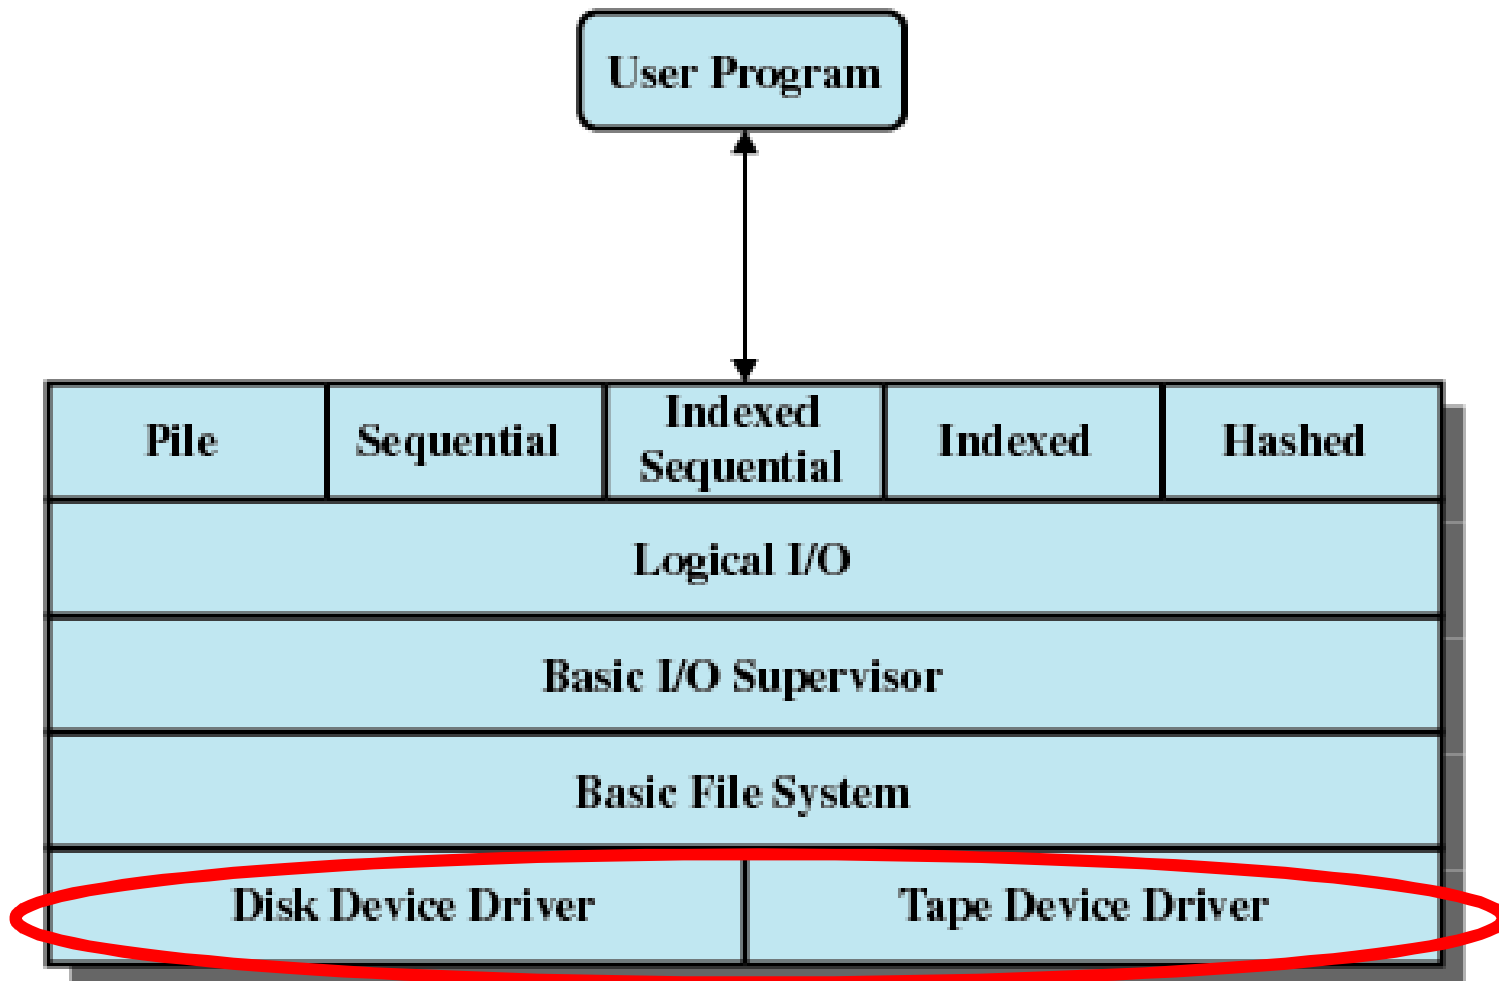 User Program
Pile
Sequential
Indexed
Sequential
Indexed
Hashed
Logical I/O
Basic I/O Supervisor
Basic File System
Disk Device Driver
Tape Device Driver